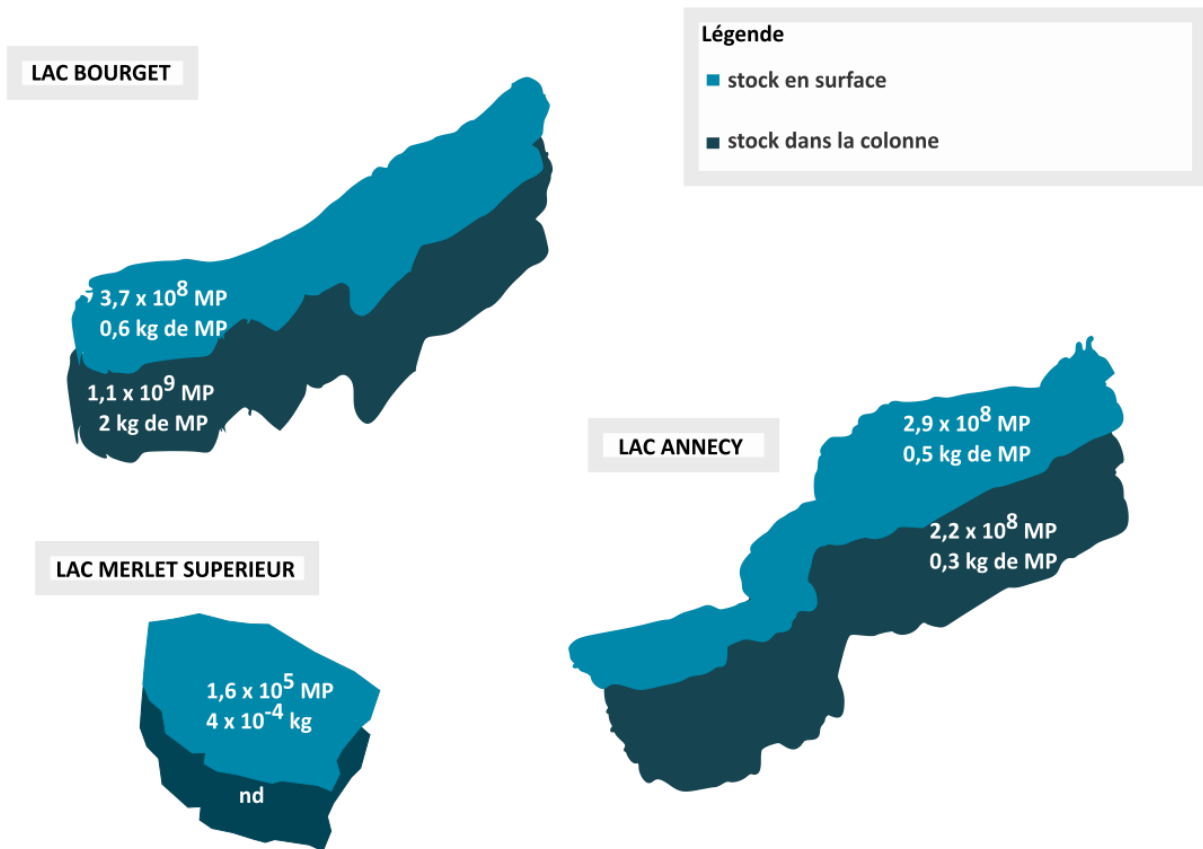 LAC BOURGET
Légende
stock en surface
stock dans la colonne
3,7 x 10⁸ MP
0,6 kg de MP
1,1 x 10⁹ MP
2 kg de MP
LAC ANNECY
2,9 x 10⁸ MP
0,5 kg de MP
2,2 x 10⁸ MP
0,3 kg de MP
LAC MERLET SUPERIEUR
1,6 x 10⁵ MP
4 x 10⁻⁴ kg
nd